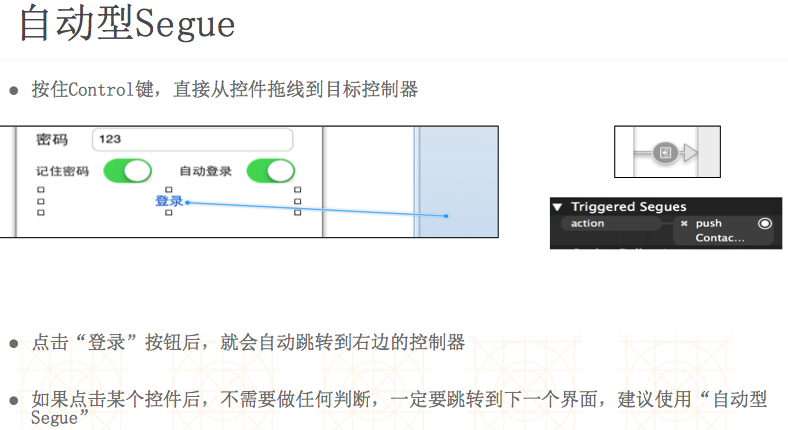 自动型Segue
按住Control键，直接从控件拖线到目标控制器
密码 123
记住密码 自动登录
登录
Triggered Segues
action push
Contac...
点击“登录”按钮后，就会自动跳转到右边的控制器
如果点击某个控件后，不需要做任何判断，一定要跳转到下一个界面，建议使用“自动型
Segue”